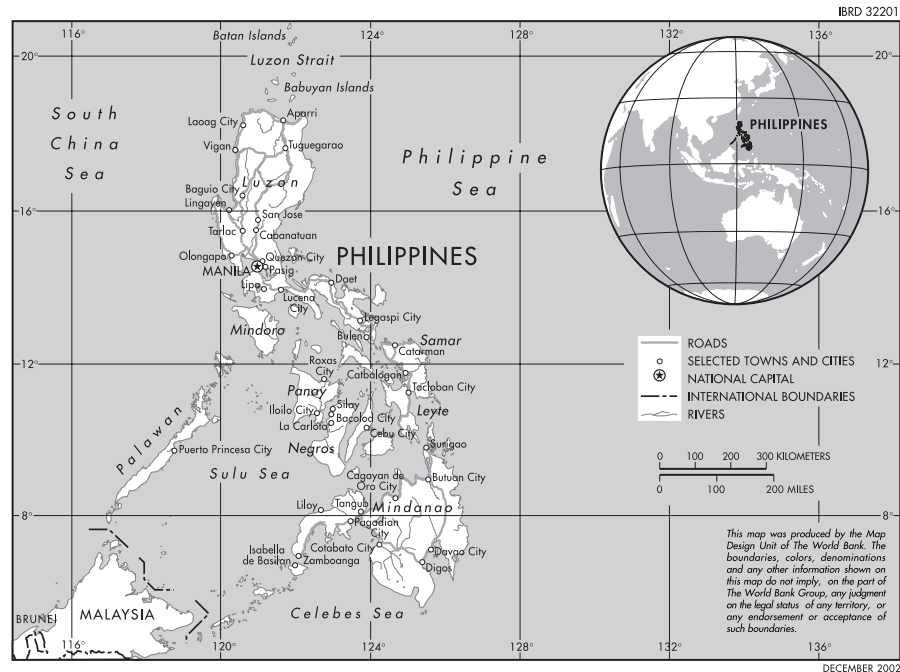 IBRD 32201
116°
124°
132°
136°
Batan Islands
20°
20°
Luzon Strait
Babuyan Islands
South
China
Sea
Laoag City
Aparri
Vigan
Tuguegarao
PHILIPPINES
Philippine
Sea
Luzon
Baguio City
Lingayen
16°
16°
San Jose
Tarlac
Cabanatuan
Olongapo
Quezon City
MANILA
Pasig
PHILIPPINES
Lipa
Daet
Lucena
City
Legaspi City
Mindoro
Bulen
Samar
Catarman
12°
12°
Roxas
City
Catbalogan
Panay
Tacloban City
Iloilo City
Silay
Bacolod City
Leyte
La Carlota
Cebu City
Palawan
Negros
Surigao
Puerto Princesa City
Sulu Sea
Cagayan de
Oro City
Butuan City
Liloy
Tangub
Mindanao
8°
8°
Pagadian
City
Isabella
de Basilan
Cotabato City
Davao City
Zamboanga
Digos
Celebes Sea
MALAYSIA
BRUNEI
116°
120°
124°
132°
136°
ROADS
SELECTED TOWNS AND CITIES
NATIONAL CAPITAL
INTERNATIONAL BOUNDARIES
RIVERS
0 100 200 300 KILOMETERS
0 100 200 MILES
This map was produced by the Map
Design Unit of The World Bank. The
boundaries, colors, denominations
and any other information shown on
this map do not imply, on the part of
The World Bank Group, any judgment
on the legal status of any territory, or
any endorsement or acceptance of
such boundaries.
DECEMBER 2002